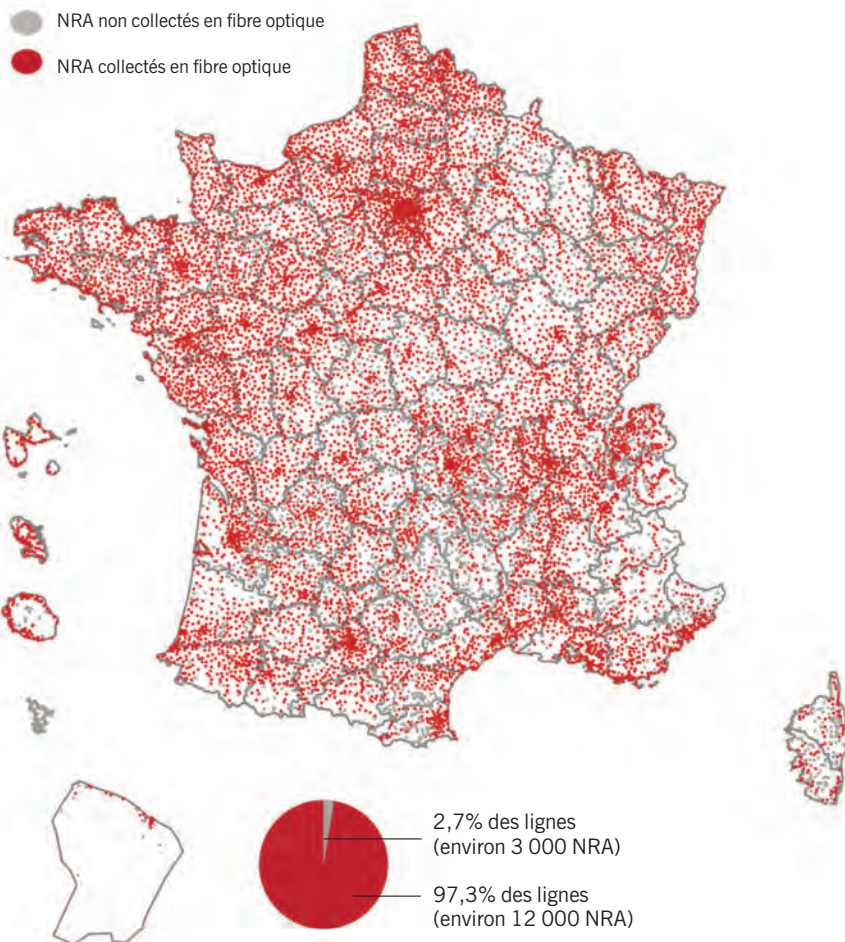 NRA non collectés en fibre optique
NRA collectés en fibre optique
2,7% des lignes
(environ 3 000 NRA)
97,3% des lignes
(environ 12 000 NRA)